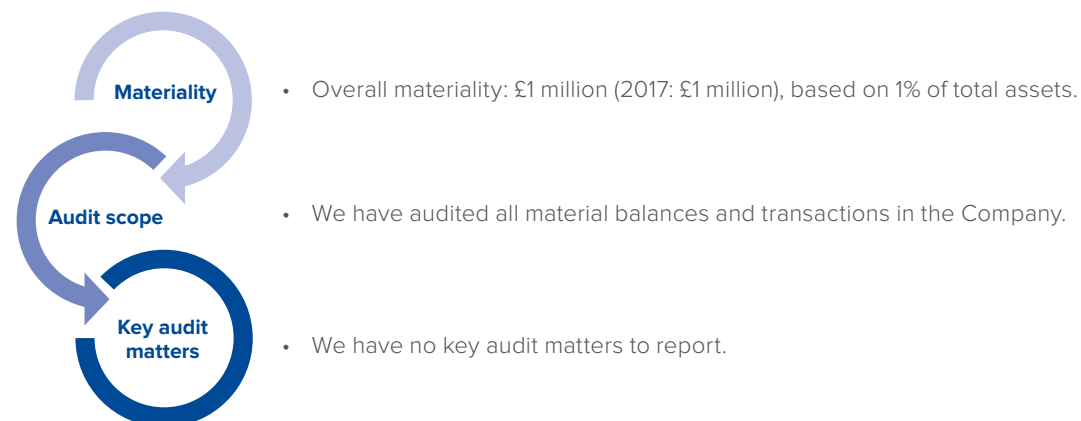 Materiality
• Overall materiality: £1 million (2017: £1 million), based on 1% of total assets.
Audit scope
• We have audited all material balances and transactions in the Company.
Key audit
matters
• We have no key audit matters to report.